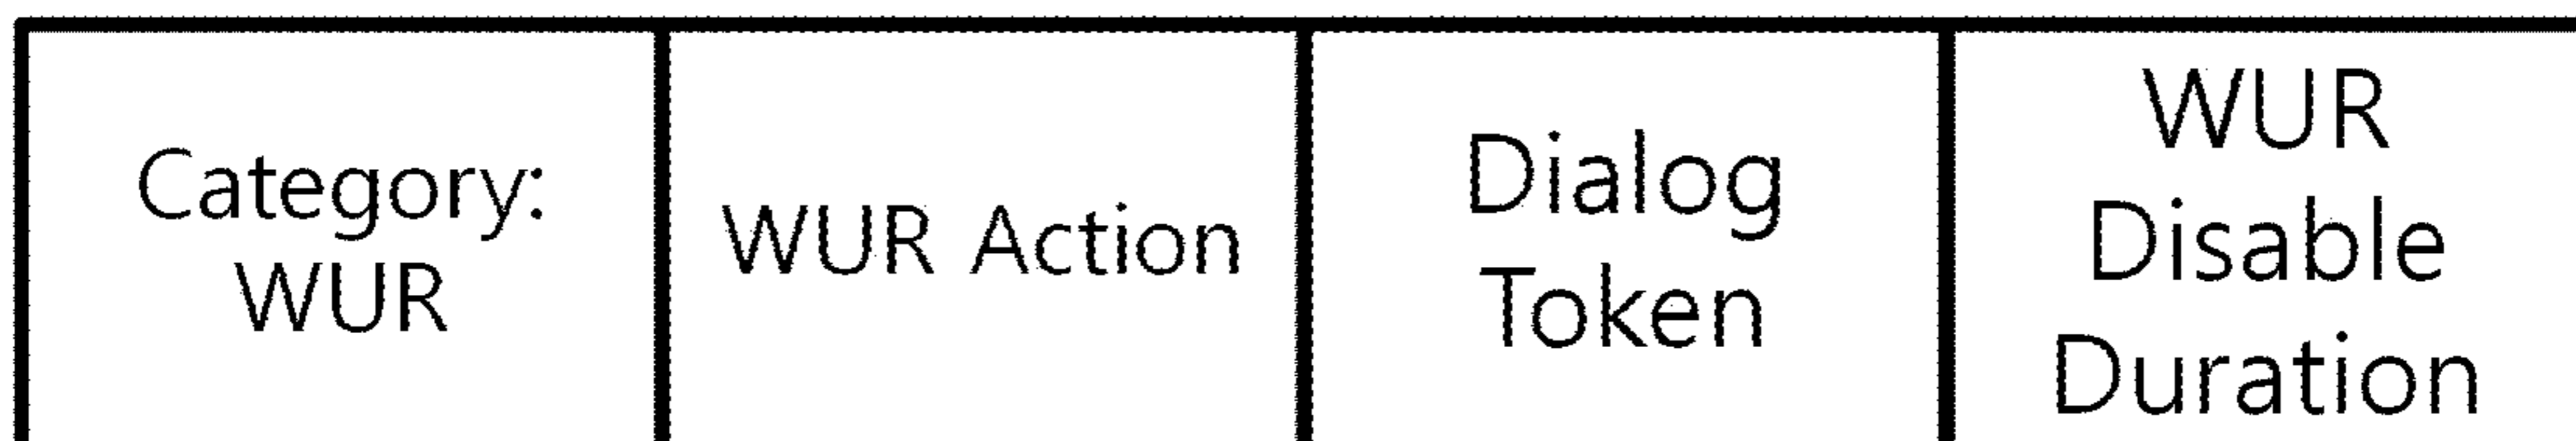 Category:
WUR
WUR Action
Dialog
Token
WUR
Disable
Duration